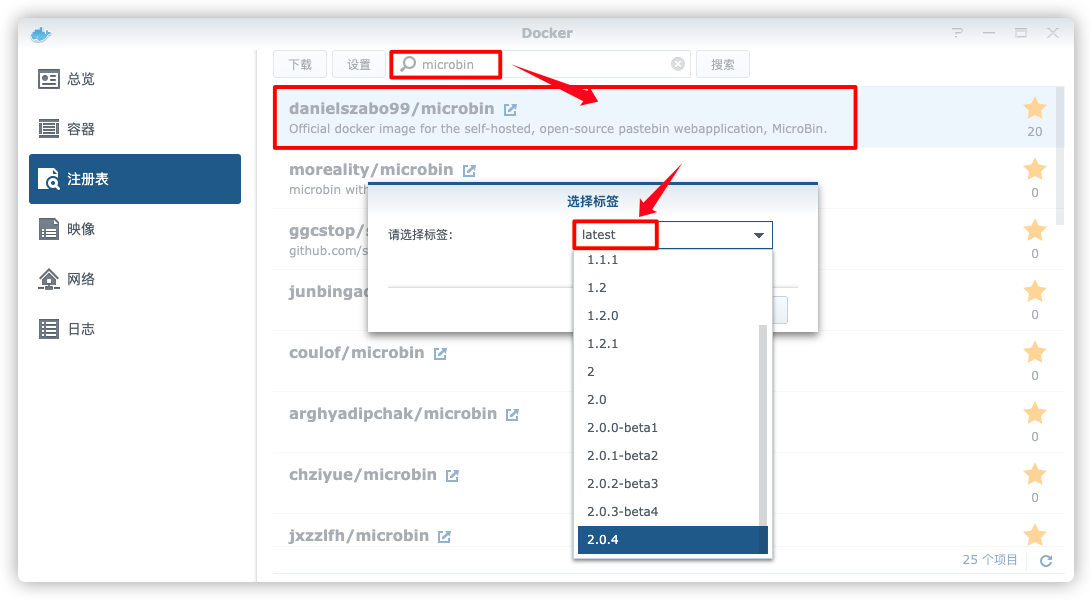 Docker
总览
容器
注册表
映像
网络
日志
下载
设置
microbin
搜索
danielszabo99/microbin
Official docker image for the self-hosted, open-source pastebin webapplication, MicroBin.
20
moreality/microbin
microbin with
0
ggcstop/s
github.com/s
0
junbingao
0
coulof/microbin
0
arghyadipchak/microbin
0
chziyue/microbin
0
jxzzlfh/microbin
25 个项目
选择标签
请选择标签:
latest
1.1.1
1.2
1.2.0
1.2.1
2
2.0
2.0.0-beta1
2.0.1-beta2
2.0.2-beta3
2.0.3-beta4
2.0.4